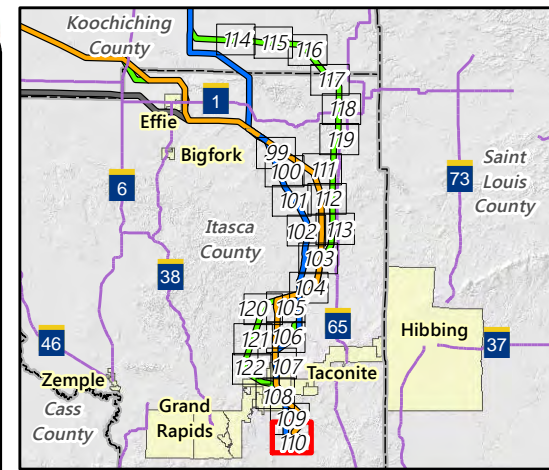 Koochiching
County
114
115
116
117
118
1
Effie
119
Bigfork
99
100
111
73
Saint
Louis
County
6
101
112
Itasca
County
102
113
103
38
104
120
105
65
Hibbing
46
121
106
37
Zemple
122
107
Taconite
Cass
County
Grand
Rapids
108
109
110